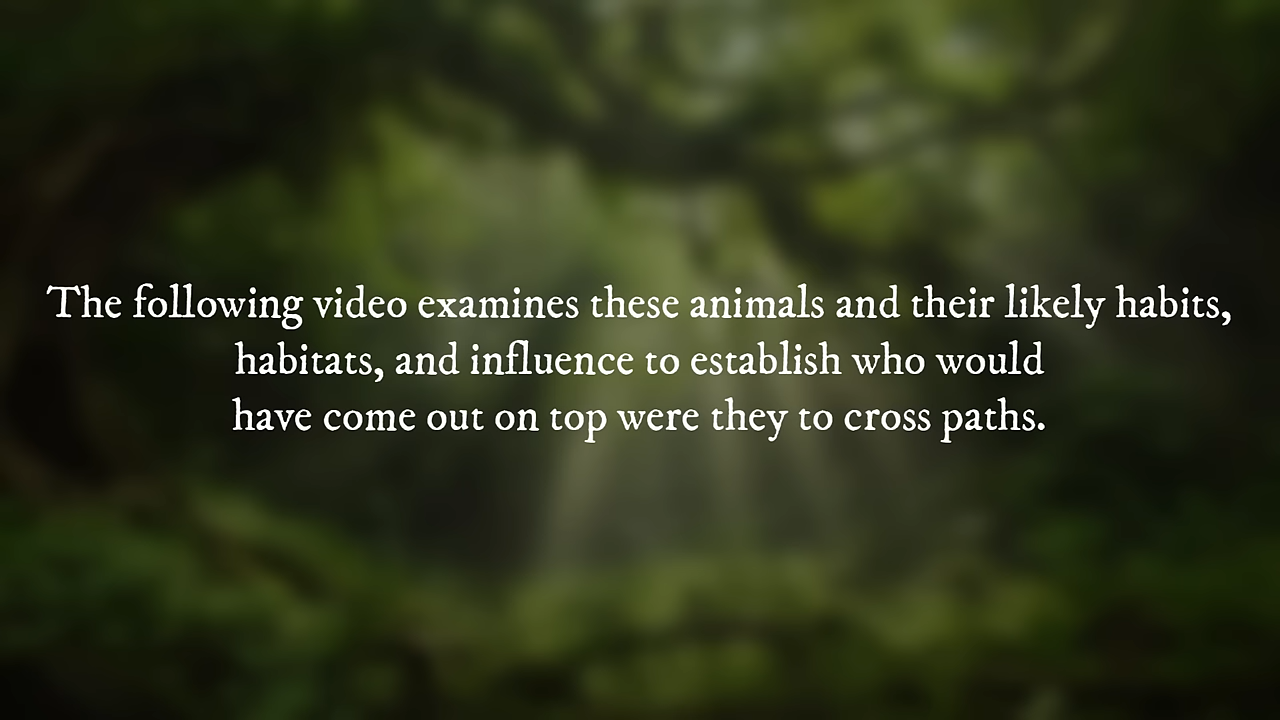 The following video examines these animals and their likely habits,
habitats, and influence to establish who would
have come out on top were they to cross paths.